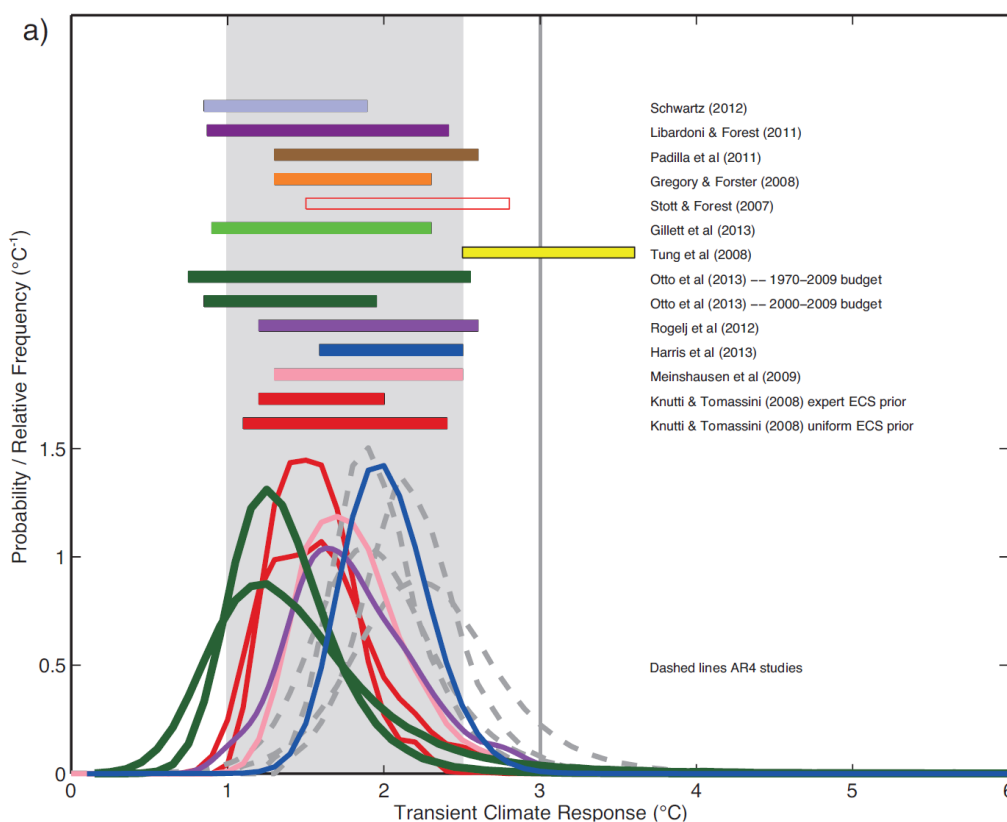 a)
Schwartz (2012)
Libardoni & Forest (2011)
Padilla et al (2011)
Gregory & Forster (2008)
Stott & Forest (2007)
Gillett et al (2013)
Tung et al (2008)
Otto et al (2013) –– 1970–2009 budget
Otto et al (2013) –– 2000–2009 budget
Rogelj et al (2012)
Harris et al (2013)
Meinshausen et al (2009)
Knutti & Tomassini (2008) expert ECS prior
Knutti & Tomassini (2008) uniform ECS prior
Probability / Relative Frequency (°C⁻¹)
1.5
1
0.5
0
Dashed lines AR4 studies
0 1 2 3 4 5 6
Transient Climate Response (°C)